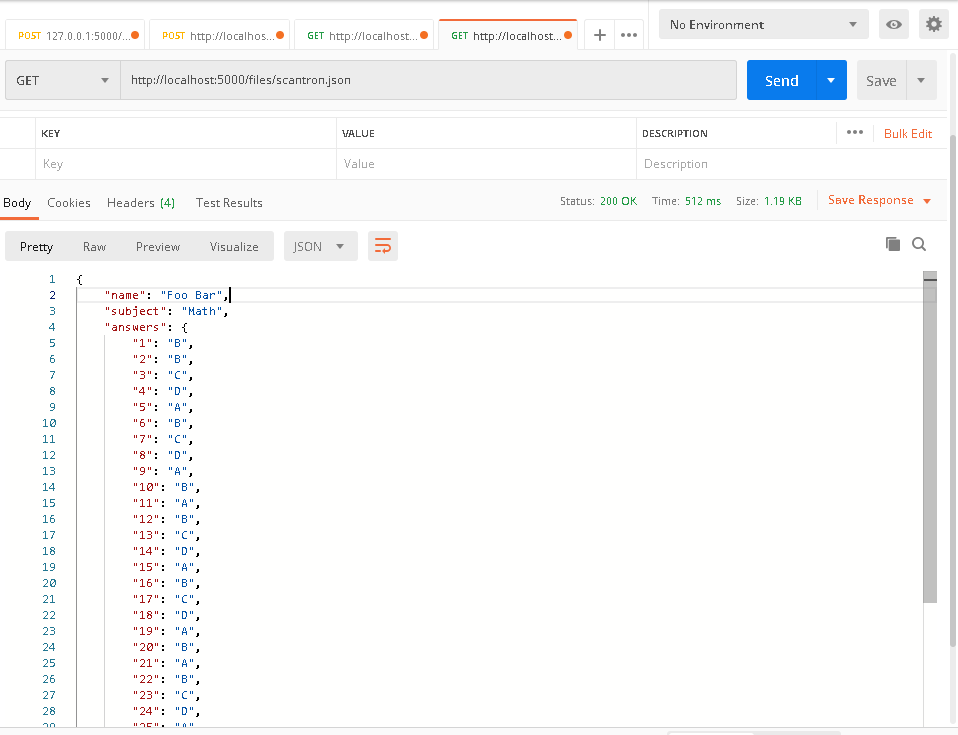 POST 127.0.0.1:5000/... POST http://localhos... GET http://localhost... GET http://localhost... + ••• No Environment
GET http://localhost:5000/files/scantron.json Send Save
KEY VALUE DESCRIPTION ••• Bulk Edit
Key Value Description
Body Cookies Headers (4) Test Results Status: 200 OK Time: 512 ms Size: 1.19 KB Save Response
Pretty Raw Preview Visualize JSON
1 {
2 "name": "Foo Bar",
3 "subject": "Math",
4 "answers": {
5 "1": "B",
6 "2": "B",
7 "3": "C",
8 "4": "D",
9 "5": "A",
10 "6": "B",
11 "7": "C",
12 "8": "D",
13 "9": "A",
14 "10": "B",
15 "11": "A",
16 "12": "B",
17 "13": "C",
18 "14": "D",
19 "15": "A",
20 "16": "B",
21 "17": "C",
22 "18": "D",
23 "19": "A",
24 "20": "B",
25 "21": "A",
26 "22": "B",
27 "23": "C",
28 "24": "D",
29 "25": "A"